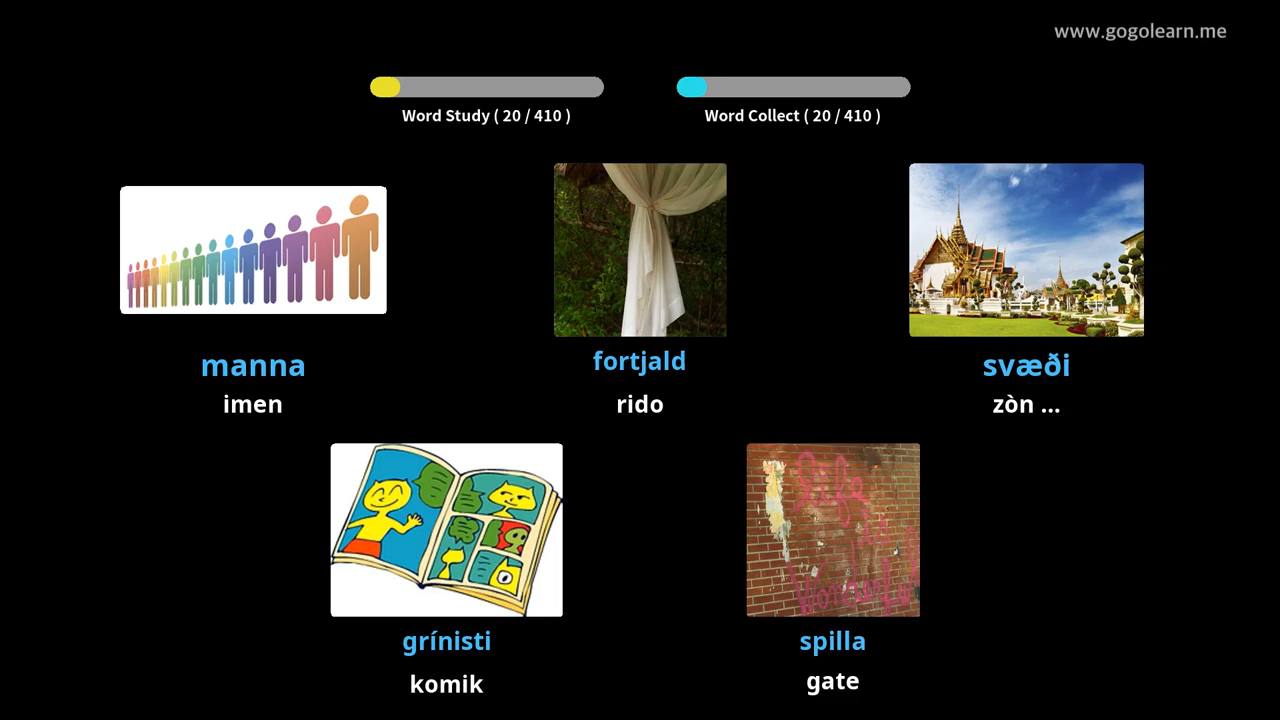 www.gogolearn.me
Word Study ( 20 / 410 )
Word Collect ( 20 / 410 )
manna
imen
fortjald
rido
svæði
zòn ...
grínisti
komik
spilla
gate